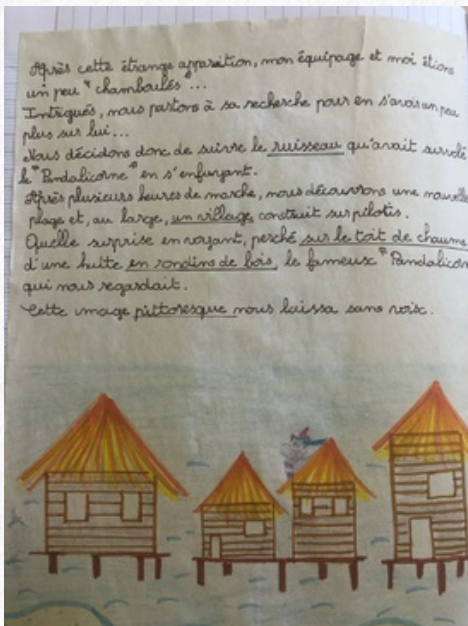 Après cette étrange apparition, mon équipage et moi étions
un peu "chamboulés"...
Intrigués, nous partons à sa recherche pour en s'avoir un peu
plus sur lui...
Nous décidons donc de suivre le ruisseau qu'avait survolé
le "Pandalicorne" en s'enfuyant.
Après plusieurs heures de marche, nous découvrons une nouvelle
plage et, au large, un village construit sur pilotis.
Quelle surprise en voyant, perché sur le toit de chaume
d'une hutte en rondins de bois, le fameux "Pandalicorn
qui nous regardait.
Cette image pittoresque nous laissa sans voix.